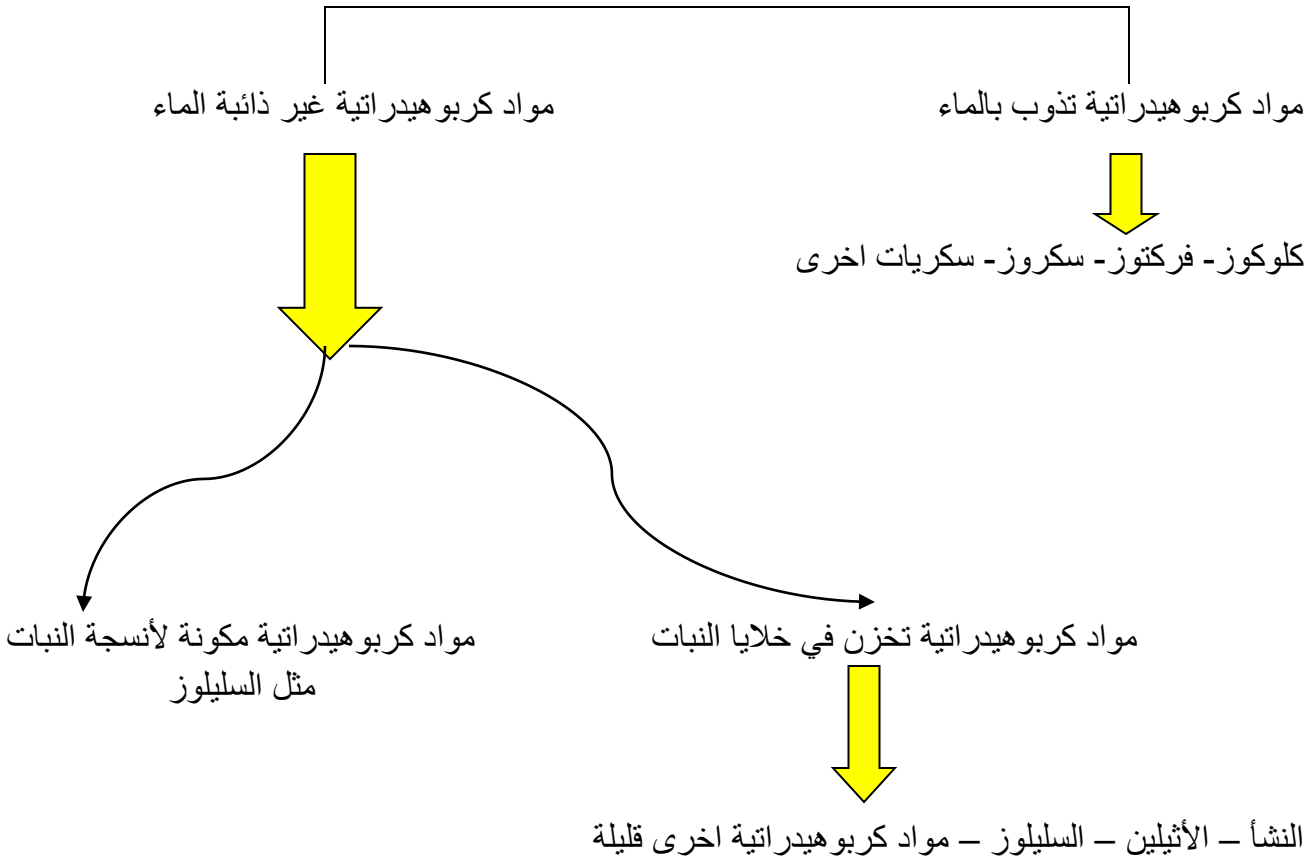 مواد كربوهيدراتية تذوب بالماء
مواد كربوهيدراتية غير ذائبة الماء
كلوكوز- فركتوز- سكروز- سكريات اخرى
مواد كربوهيدراتية تخزن في خلايا النبات
مواد كربوهيدراتية مكونة لأنسجة النبات
مثل السليلوز
النشأ – الأثيلين – السليلوز – مواد كربوهيدراتية اخرى قليلة